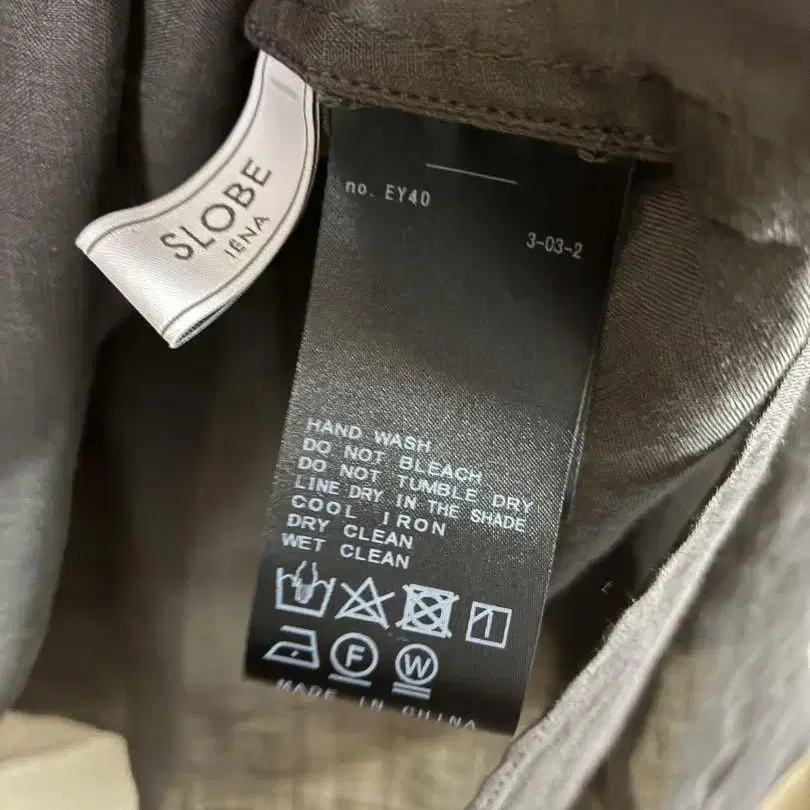 SLOBE
IÉNA
no. EY40
3-03-2
HAND WASH
DO NOT BLEACH
DO NOT TUMBLE DRY
LINE DRY IN THE SHADE
COOL IRON
DRY CLEAN
WET CLEAN
F
W
MADE IN CHINA